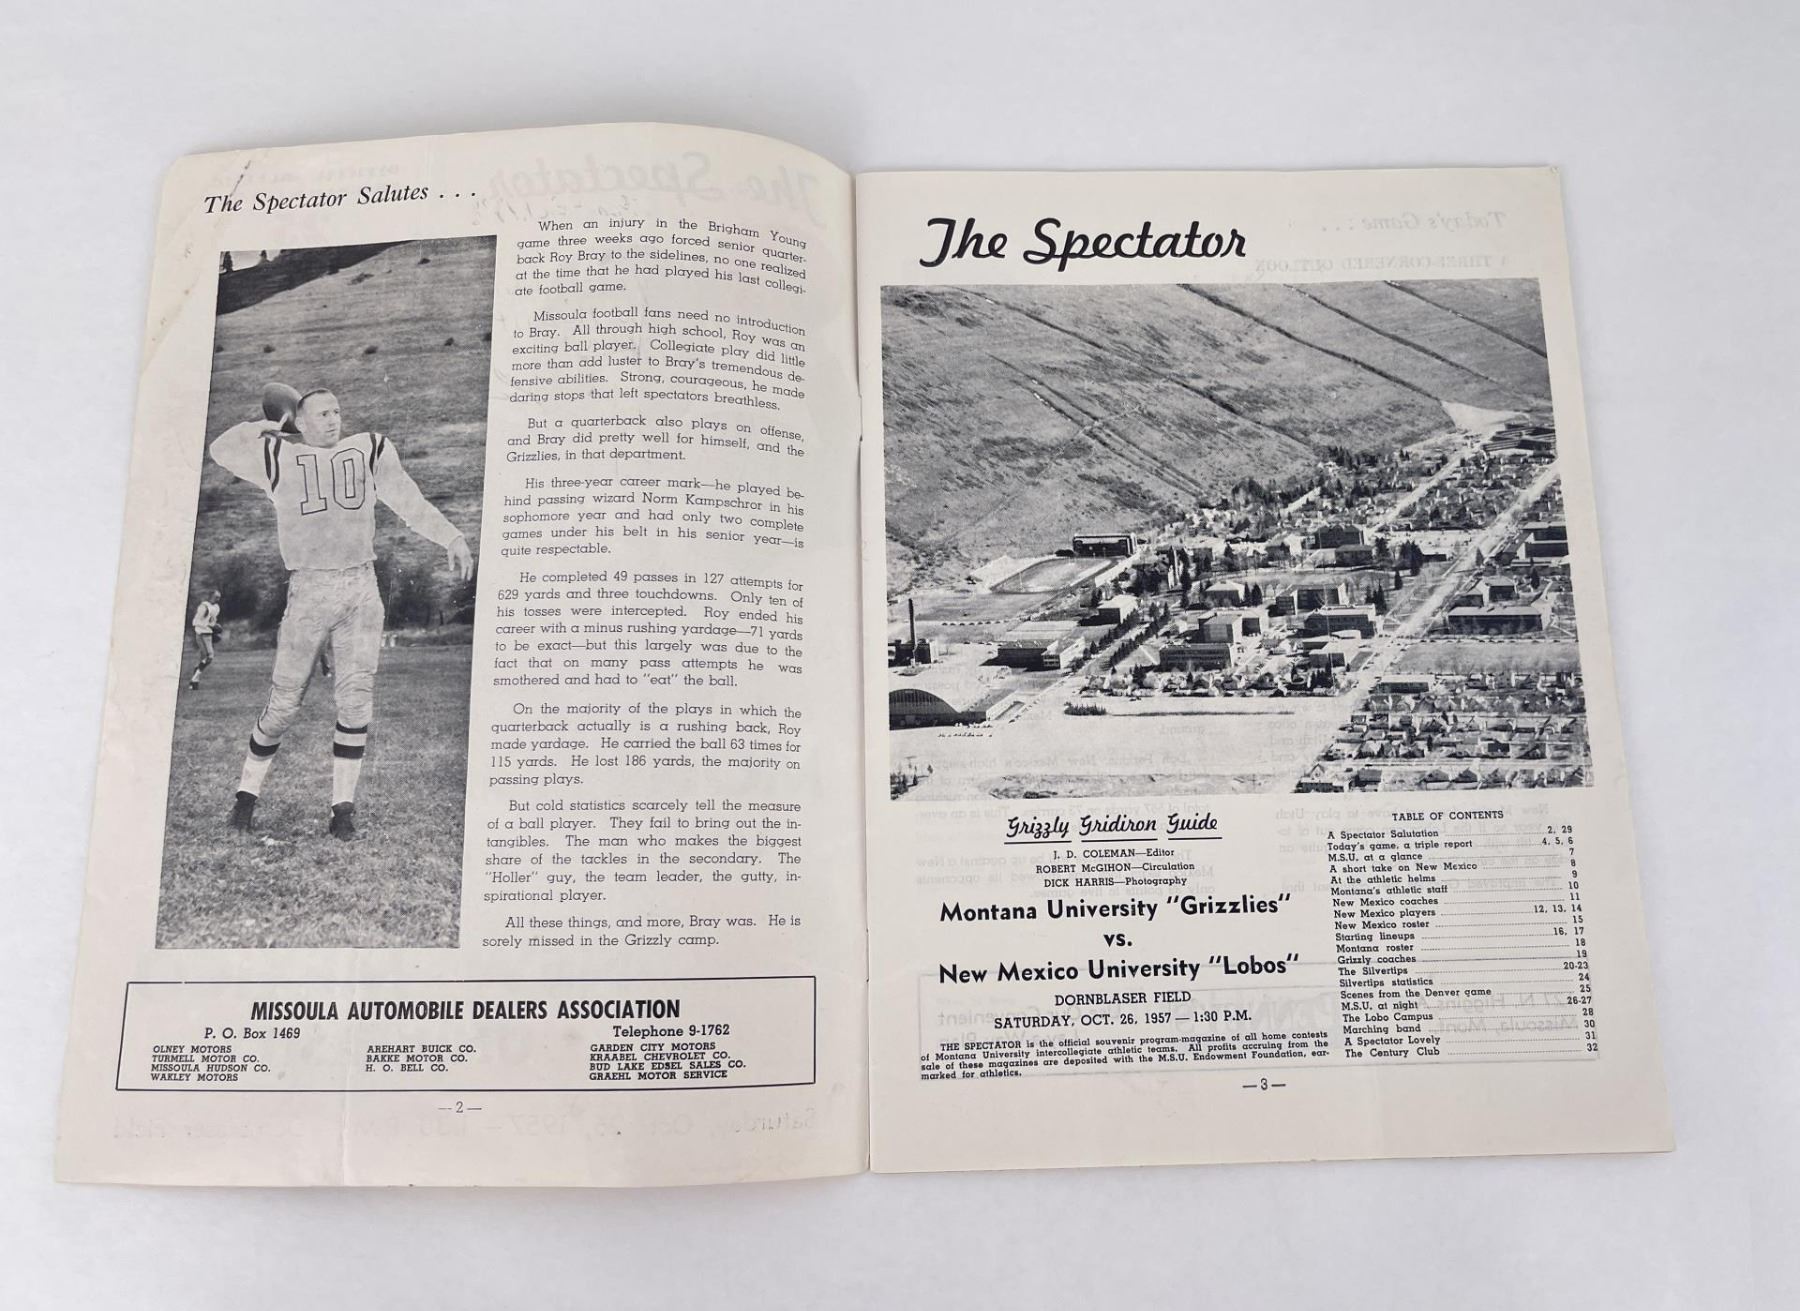 The Spectator Salutes . . .
10
When an injury in the Brigham Young
game three weeks ago forced senior quarter-
back Roy Bray to the sidelines, no one realized
at the time that he had played his last collegi-
ate football game.
Missoula football fans need no introduction
to Bray. All through high school, Roy was an
exciting ball player. Collegiate play did little
more than add luster to Bray's tremendous de-
fensive abilities. Strong, courageous, he made
daring stops that left spectators breathless.
But a quarterback also plays on offense,
and Bray did pretty well for himself, and the
Grizzlies, in that department.
His three-year career mark—he played be-
hind passing wizard Norm Kampschror in his
sophomore year and had only two complete
games under his belt in his senior year—is
quite respectable.
He completed 49 passes in 127 attempts for
629 yards and three touchdowns. Only ten of
his tosses were intercepted. Roy ended his
career with a minus rushing yardage—71 yards
to be exact—but this largely was due to the
fact that on many pass attempts he was
smothered and had to "eat" the ball.
On the majority of the plays in which the
quarterback actually is a rushing back, Roy
made yardage. He carried the ball 63 times for
115 yards. He lost 186 yards, the majority on
passing plays.
But cold statistics scarcely tell the measure
of a ball player. They fail to bring out the in-
tangibles. The man who makes the biggest
share of the tackles in the secondary. The
"Holler" guy, the team leader, the gutty, in-
spirational player.
All these things, and more, Bray was. He is
sorely missed in the Grizzly camp.
MISSOULA AUTOMOBILE DEALERS ASSOCIATION
P. O. Box 1469 Telephone 9-1762
OLNEY MOTORS AREHART BUICK CO. GARDEN CITY MOTORS
TURMELL MOTOR CO. BAKKE MOTOR CO. KRAABEL CHEVROLET CO.
MISSOULA HUDSON CO. H. O. BELL CO. BUD LAKE EDSEL SALES CO.
WAKLEY MOTORS GRAEHL MOTOR SERVICE
—2—
The Spectator
Grizzly Gridiron Guide
J. D. COLEMAN—Editor
ROBERT McGIHON—Circulation
DICK HARRIS—Photography
Montana University "Grizzlies"
vs.
New Mexico University "Lobos"
DORNBLASER FIELD
SATURDAY, OCT. 26, 1957 — 1:30 P.M.
THE SPECTATOR is the official souvenir program-magazine of all home contests
of Montana University intercollegiate athletic teams. All profits accruing from the
sale of these magazines are deposited with the M.S.U. Endowment Foundation, ear-
marked for athletics.
TABLE OF CONTENTS
A Spectator Salutation 2, 29
Today's game, a triple report 4, 5, 6
M.S.U. at a glance 7
A short take on New Mexico 8
At the athletic helms 9
Montana's athletic staff 10
New Mexico coaches 11
New Mexico players 12, 13, 14
New Mexico roster 15
Starting lineups 16, 17
Montana roster 18
Grizzly coaches 19
The Silvertips 20-23
Silvertips statistics 24
Scenes from the Denver game 25
M.S.U. at night 26-27
The Lobo Campus 28
Marching band 30
A Spectator Lovely 31
The Century Club 32
—3—